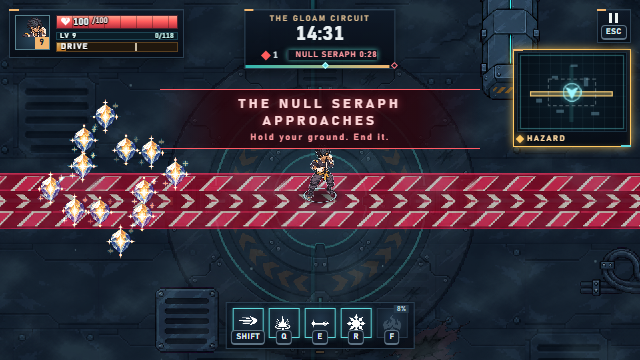 100/100
9
LV 9
0/118
DRIVE
THE GLOAM CIRCUIT
14:31
1
NULL SERAPH 0:28
ESC
HAZARD
THE NULL SERAPH
APPROACHES
Hold your ground. End it.
8%
SHIFT
Q
E
R
F